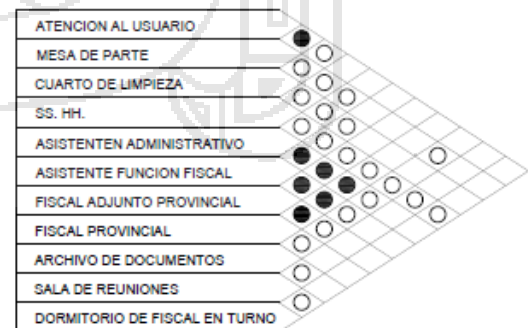 ATENCION AL USUARIO
MESA DE PARTE
CUARTO DE LIMPIEZA
SS. HH.
ASISTENTEN ADMINISTRATIVO
ASISTENTE FUNCION FISCAL
FISCAL ADJUNTO PROVINCIAL
FISCAL PROVINCIAL
ARCHIVO DE DOCUMENTOS
SALA DE REUNIONES
DORMITORIO DE FISCAL EN TURNO